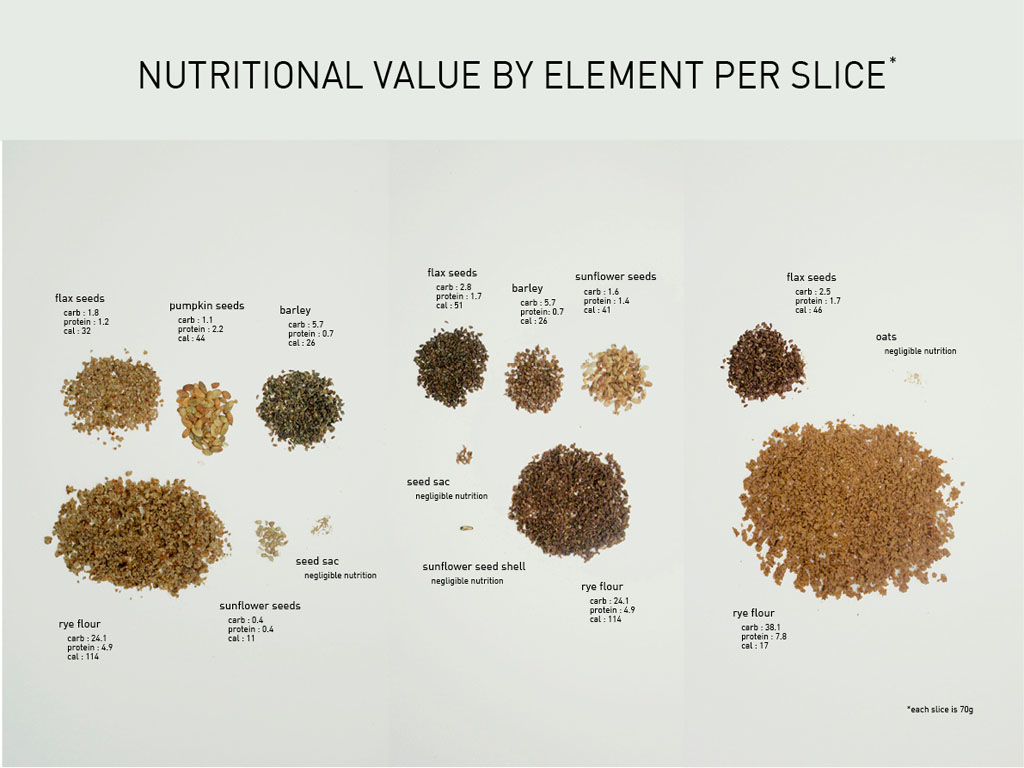 NUTRITIONAL VALUE BY ELEMENT PER SLICE*
flax seeds
carb : 1.8
protein : 1.2
cal : 32
pumpkin seeds
carb : 1.1
protein : 2.2
cal : 44
barley
carb : 5.7
protein : 0.7
cal : 26
seed sac
negligible nutrition
sunflower seeds
carb : 0.4
protein : 0.4
cal : 11
rye flour
carb : 24.1
protein : 4.9
cal : 114
flax seeds
carb : 2.8
protein : 1.7
cal : 51
barley
carb : 5.7
protein: 0.7
cal : 26
sunflower seeds
carb : 1.6
protein : 1.4
cal : 41
seed sac
negligible nutrition
sunflower seed shell
negligible nutrition
rye flour
carb : 24.1
protein : 4.9
cal : 114
flax seeds
carb : 2.5
protein : 1.7
cal : 46
oats
negligible nutrition
rye flour
carb : 38.1
protein : 7.8
cal : 17
*each slice is 70g